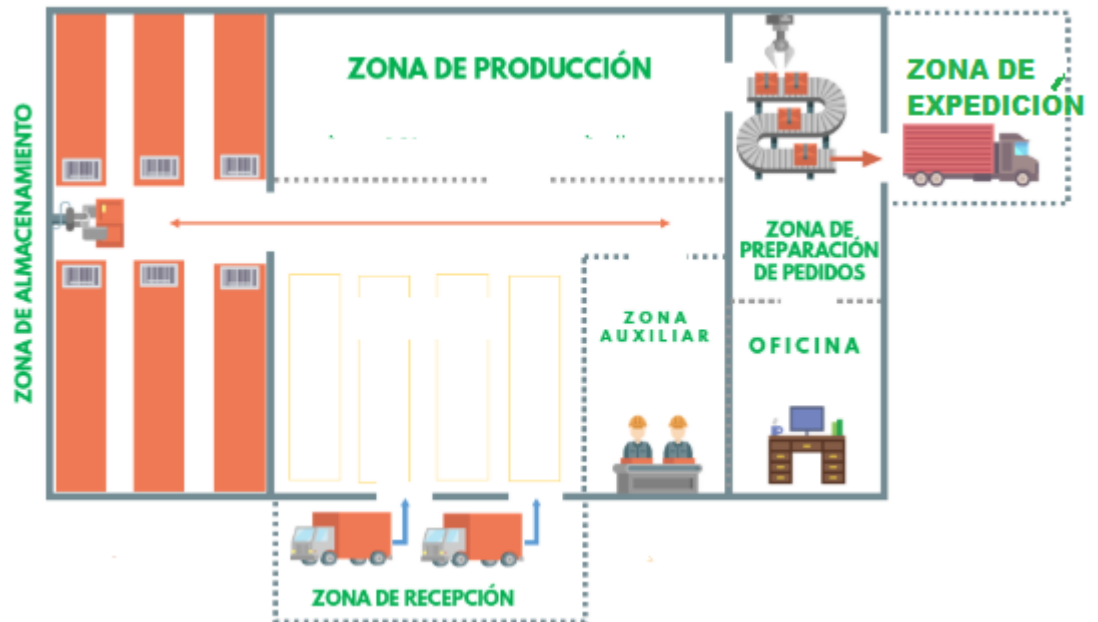 ZONA DE PRODUCCIÓN
ZONA DE
EXPEDICIÓN
ZONA DE ALMACENAMIENTO
ZONA DE
PREPARACIÓN
DE PEDIDOS
ZONA
AUXILIAR
OFICINA
ZONA DE RECEPCIÓN